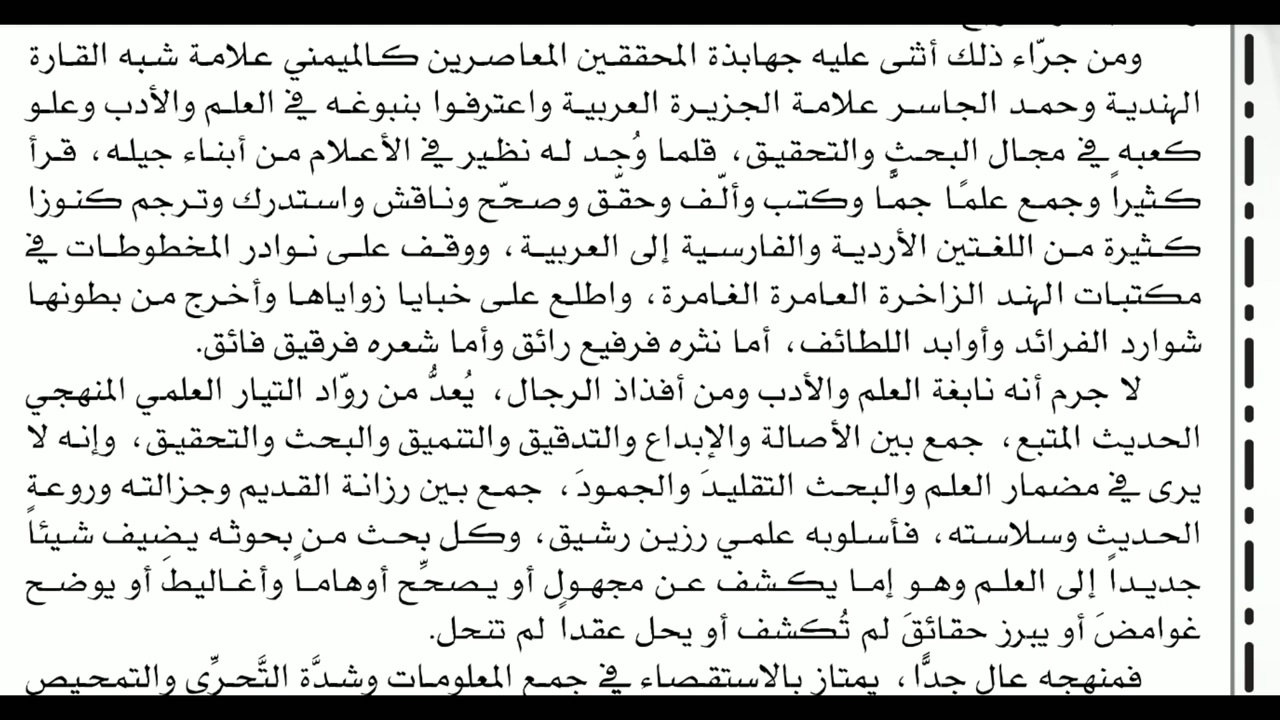 ومن جرّاء ذلك أثنى عليه جهابذة المحققين المعاصرين كالميمني علامة شبه القارة
الهندية وحمد الجاسر علامة الجزيرة العربية واعترفوا بنبوغه في العلم والأدب وعلو
كعبه في مجال البحث والتحقيق، قلما وُجد له نظير في الأعلام من أبناء جيله، قرأ
كثيراً وجمع علمًا جمًّا وكتب وألّف وحقّق وصحّح وناقش واستدرك وترجم كنوزا
كثيرة من اللغتين الأردية والفارسية إلى العربية، ووقف على نوادر المخطوطات في
مكتبات الهند الزاخرة العامرة الغامرة، واطلع على خبايا زواياها وأخرج من بطونها
شوارد الفرائد وأوابد اللطائف، أما نثره فرفيع رائق وأما شعره فرقيق فائق.
لا جرم أنه نابغة العلم والأدب ومن أفذاذ الرجال، يُعدُّ من روّاد التيار العلمي المنهجي
الحديث المتبع، جمع بين الأصالة والإبداع والتدقيق والتنميق والبحث والتحقيق، وإنه لا
يرى في مضمار العلم والبحث التقليدَ والجمودَ، جمع بين رزانة القديم وجزالته وروعة
الحديث وسلاسته، فأسلوبه علمي رزين رشيق، وكل بحث من بحوثه يضيف شيئاً
جديداً إلى العلم وهو إما يكشف عن مجهول أو يصحِّح أوهاماً وأغاليطَ أو يوضح
غوامضَ أو يبرز حقائقَ لم تُكشف أو يحل عقداً لم تنحل.
فمنهجه عال جدًّا، يمتاز بالاستقصاء في جمع المعلومات وشدَّة التَّحرِّي والتمحيص